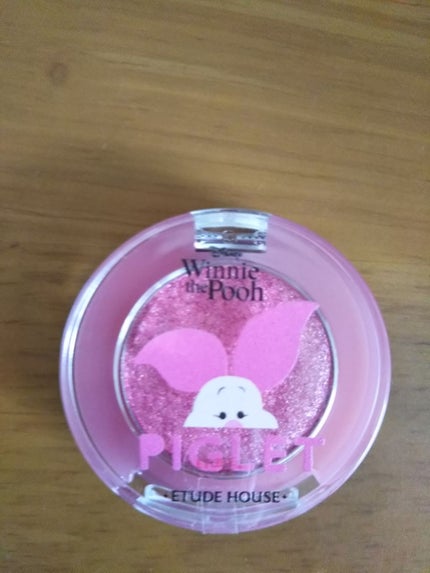 Disney
Winnie
the Pooh
PIGLET
•ETUDE HOUSE•